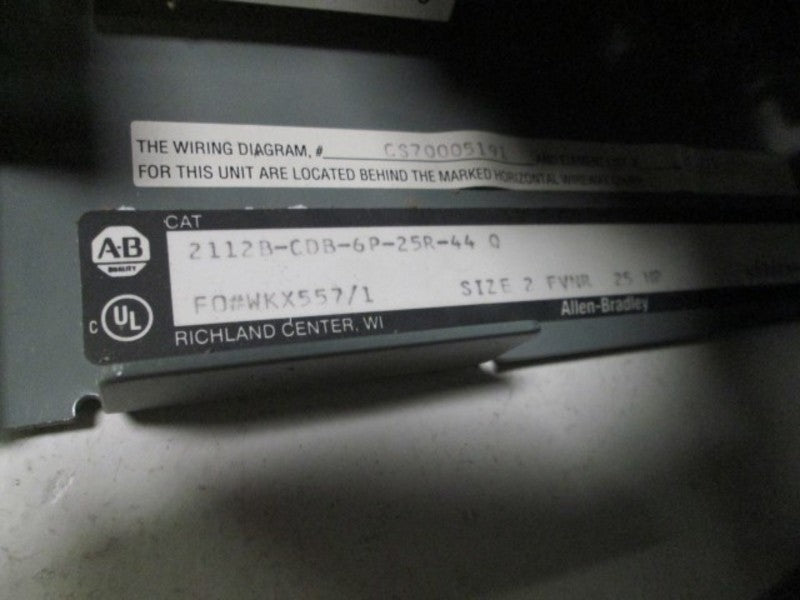 THE WIRING DIAGRAM, # CS70005191
FOR THIS UNIT ARE LOCATED BEHIND THE MARKED HORIZONTAL
CAT
A-B
QUALITY
2112B-CDB-6P-25R-44 Q
FO#WKX557/1 SIZE 2 FVNR 25 HP
C UL
Allen-Bradley
RICHLAND CENTER, WI